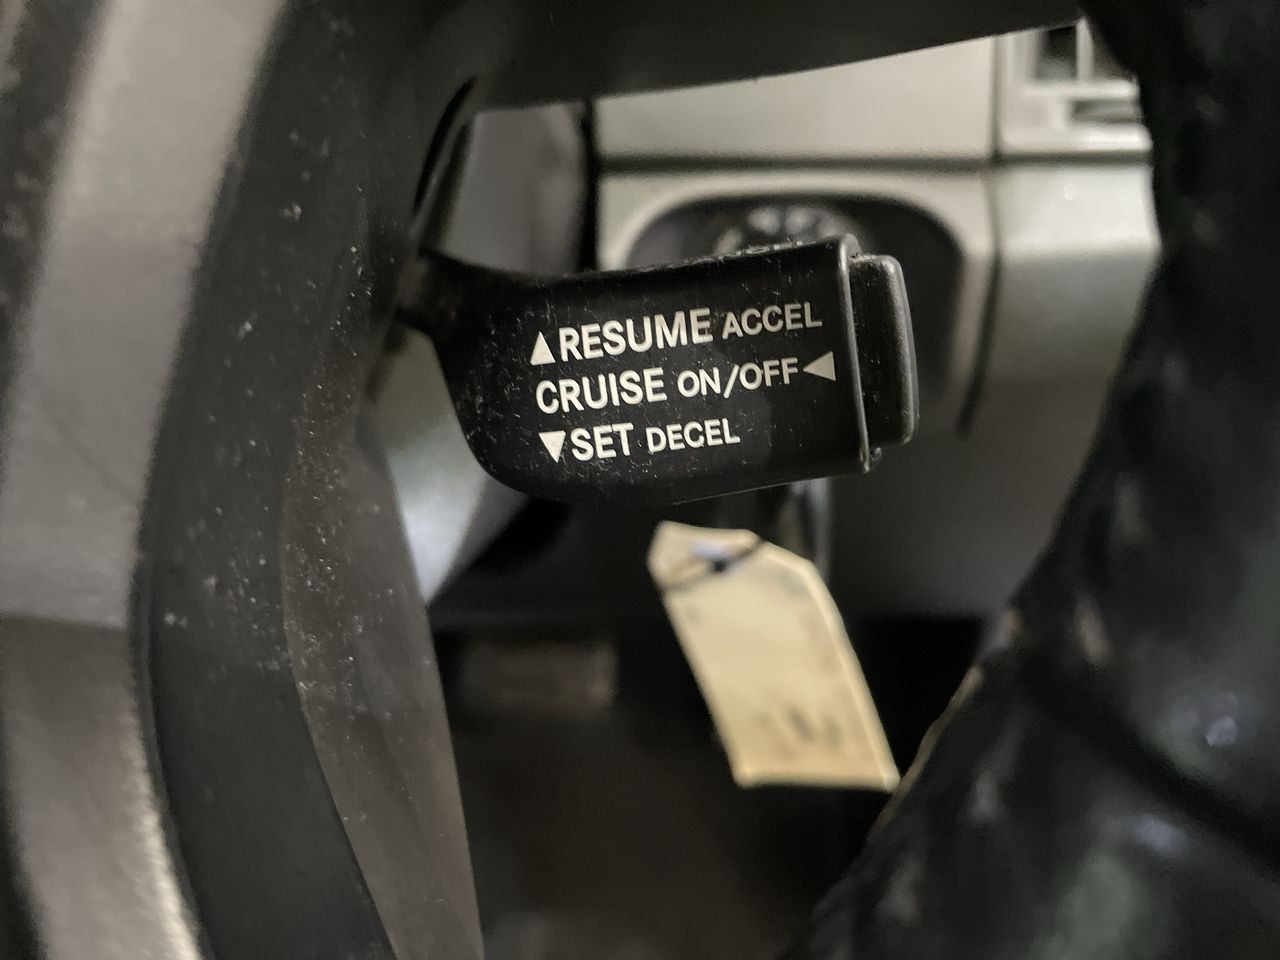 ▲RESUME ACCEL
CRUISE ON/OFF◀
▼SET DECEL